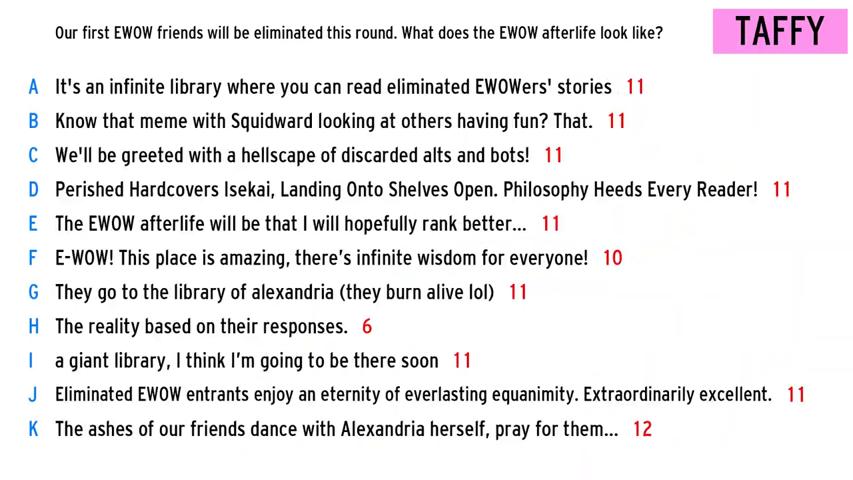 Our first EWOW friends will be eliminated this round. What does the EWOW afterlife look like?
TAFFY
A It's an infinite library where you can read eliminated EWOWers' stories 11
B Know that meme with Squidward looking at others having fun? That. 11
C We'll be greeted with a hellscape of discarded alts and bots! 11
D Perished Hardcovers Isekai, Landing Onto Shelves Open. Philosophy Heeds Every Reader! 11
E The EWOW afterlife will be that I will hopefully rank better... 11
F E-WOW! This place is amazing, there's infinite wisdom for everyone! 10
G They go to the library of alexandria (they burn alive lol) 11
H The reality based on their responses. 6
I a giant library, I think I'm going to be there soon 11
J Eliminated EWOW entrants enjoy an eternity of everlasting equanimity. Extraordinarily excellent. 11
K The ashes of our friends dance with Alexandria herself, pray for them... 12